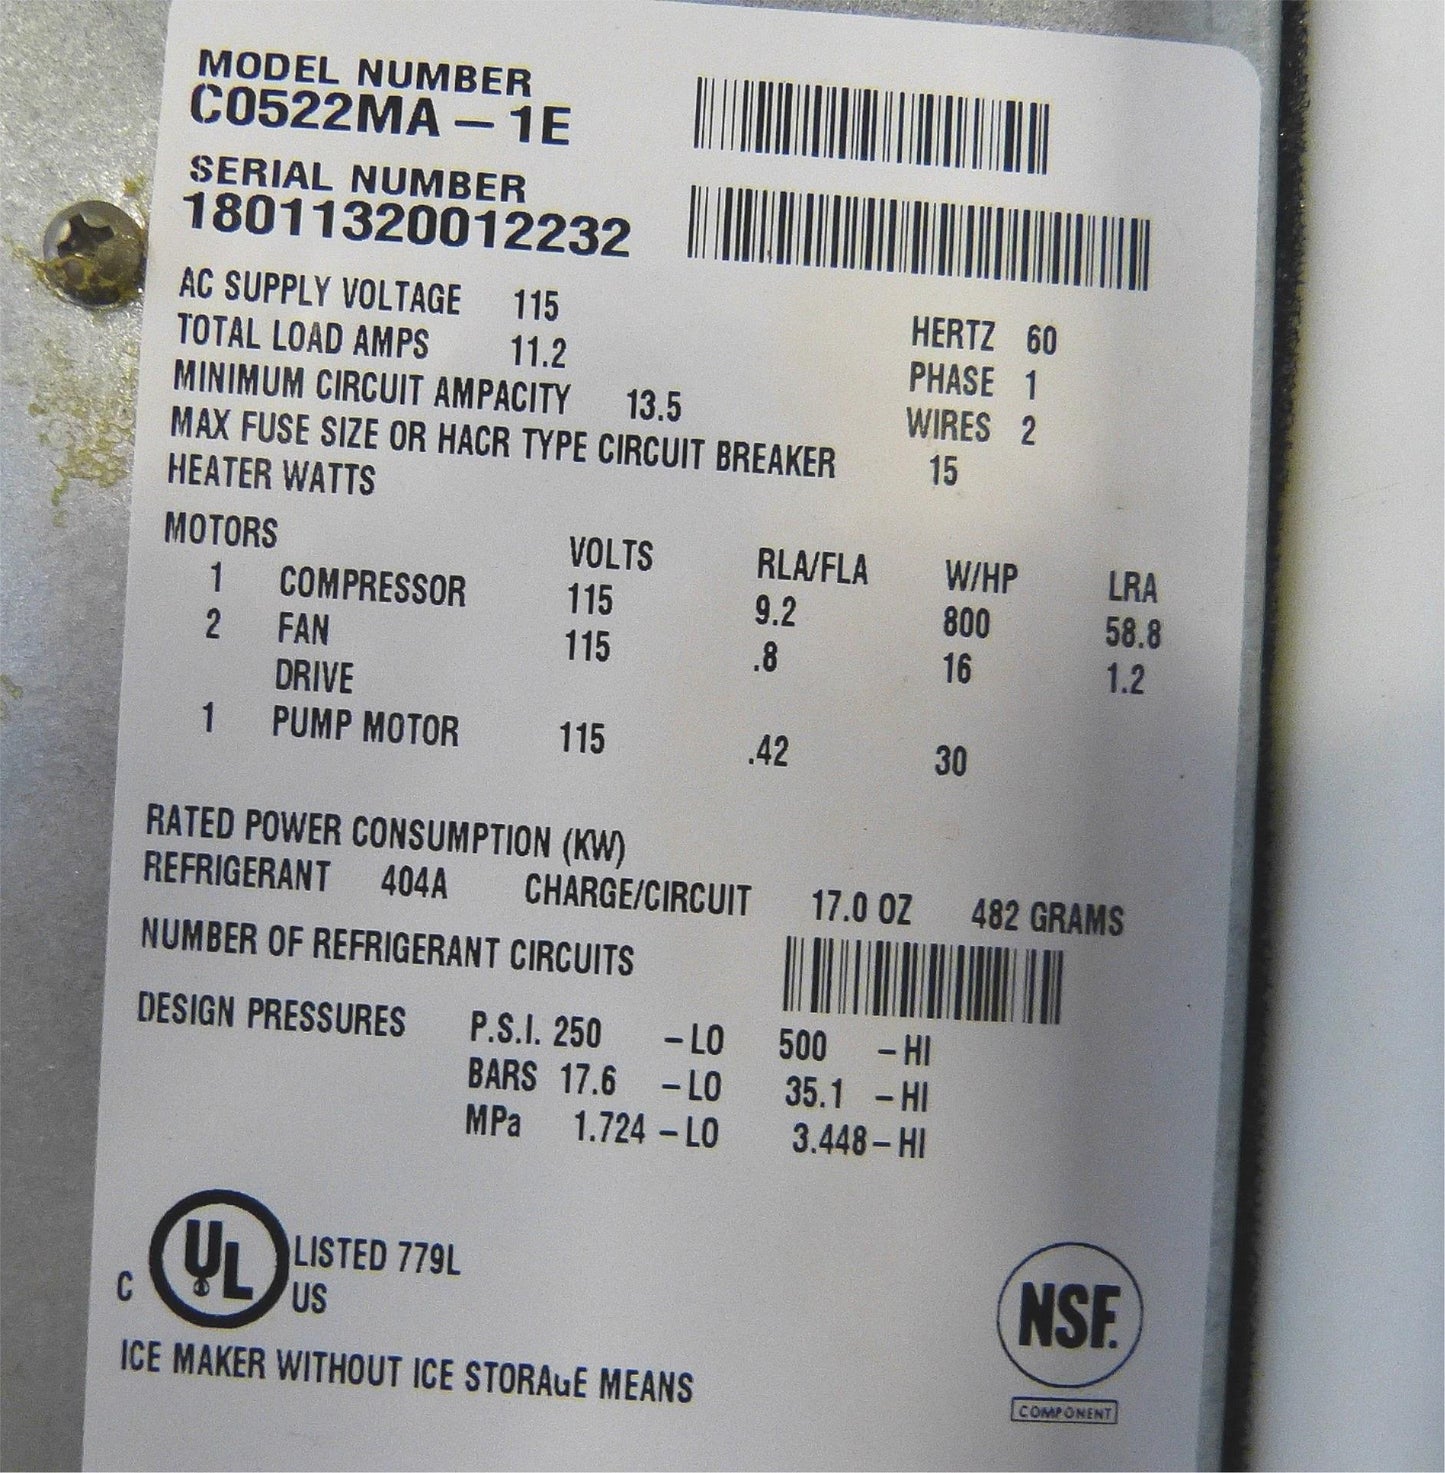 MODEL NUMBER
C0522MA – 1E
SERIAL NUMBER
18011320012232
AC SUPPLY VOLTAGE 115 HERTZ 60
TOTAL LOAD AMPS 11.2 PHASE 1
MINIMUM CIRCUIT AMPACITY 13.5 WIRES 2
MAX FUSE SIZE OR HACR TYPE CIRCUIT BREAKER 15
HEATER WATTS
MOTORS VOLTS RLA/FLA W/HP LRA
1 COMPRESSOR 115 9.2 800 58.8
2 FAN 115 .8 16 1.2
DRIVE
1 PUMP MOTOR 115 .42 30
RATED POWER CONSUMPTION (KW)
REFRIGERANT 404A CHARGE/CIRCUIT 17.0 OZ 482 GRAMS
NUMBER OF REFRIGERANT CIRCUITS
DESIGN PRESSURES P.S.I. 250 – LO 500 – HI
BARS 17.6 – LO 35.1 – HI
MPa 1.724 – LO 3.448 – HI
C UL LISTED 779L
US
NSF.
ICE MAKER WITHOUT ICE STORAGE MEANS
COMPONENT